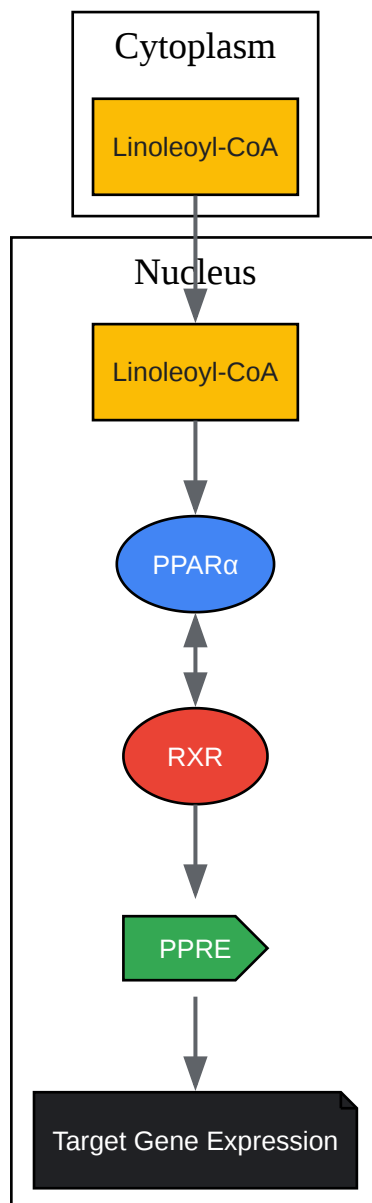 Cytoplasm
Linoleoyl-CoA
Nucleus
Linoleoyl-CoA
PPARα
RXR
PPRE
Target Gene Expression